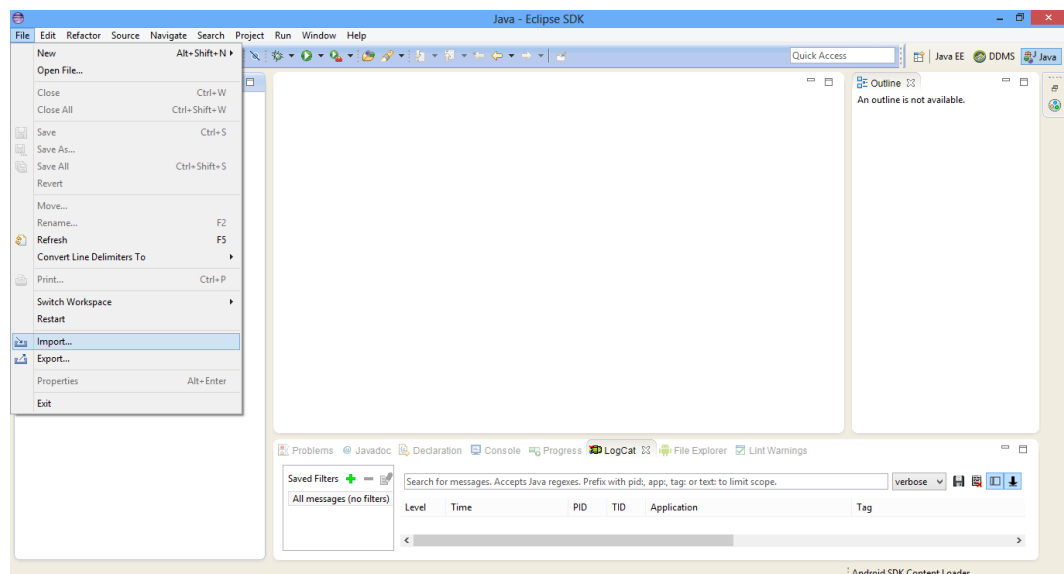 Java - Eclipse SDK
File Edit Refactor Source Navigate Search Project Run Window Help
New Alt+Shift+N
Open File...
Close Ctrl+W
Close All Ctrl+Shift+W
Save Ctrl+S
Save As...
Save All Ctrl+Shift+S
Revert
Move...
Rename... F2
Refresh F5
Convert Line Delimiters To
Print... Ctrl+P
Switch Workspace
Restart
Import...
Export...
Properties Alt+Enter
Exit
Quick Access Java EE DDMS Java
Outline
An outline is not available.
Problems @ Javadoc Declaration Console Progress LogCat File Explorer Lint Warnings
Saved Filters
All messages (no filters)
Search for messages. Accepts Java regexes. Prefix with pid:, app:, tag: or text: to limit scope. verbose
Level Time PID TID Application Tag
Android SDK Content Loader